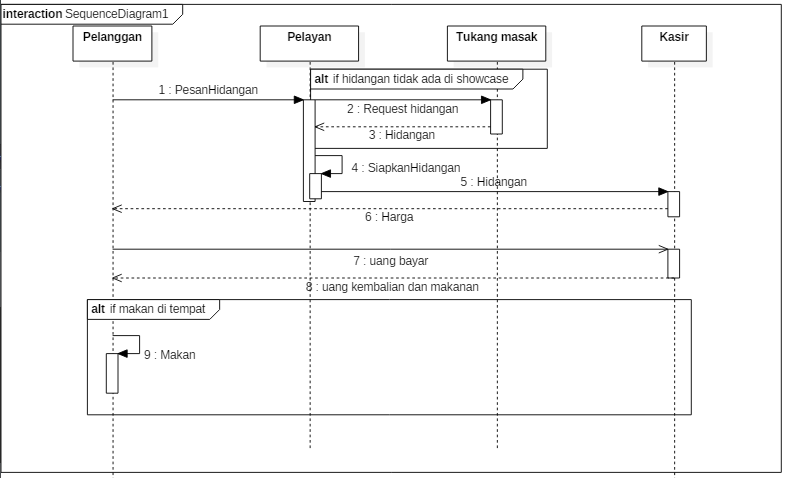 interaction SequenceDiagram1
Pelanggan
Pelayan
Tukang masak
Kasir
alt if hidangan tidak ada di showcase
1 : PesanHidangan
2 : Request hidangan
3 : Hidangan
4 : SiapkanHidangan
5 : Hidangan
6 : Harga
7 : uang bayar
8 : uang kembalian dan makanan
alt if makan di tempat
9 : Makan